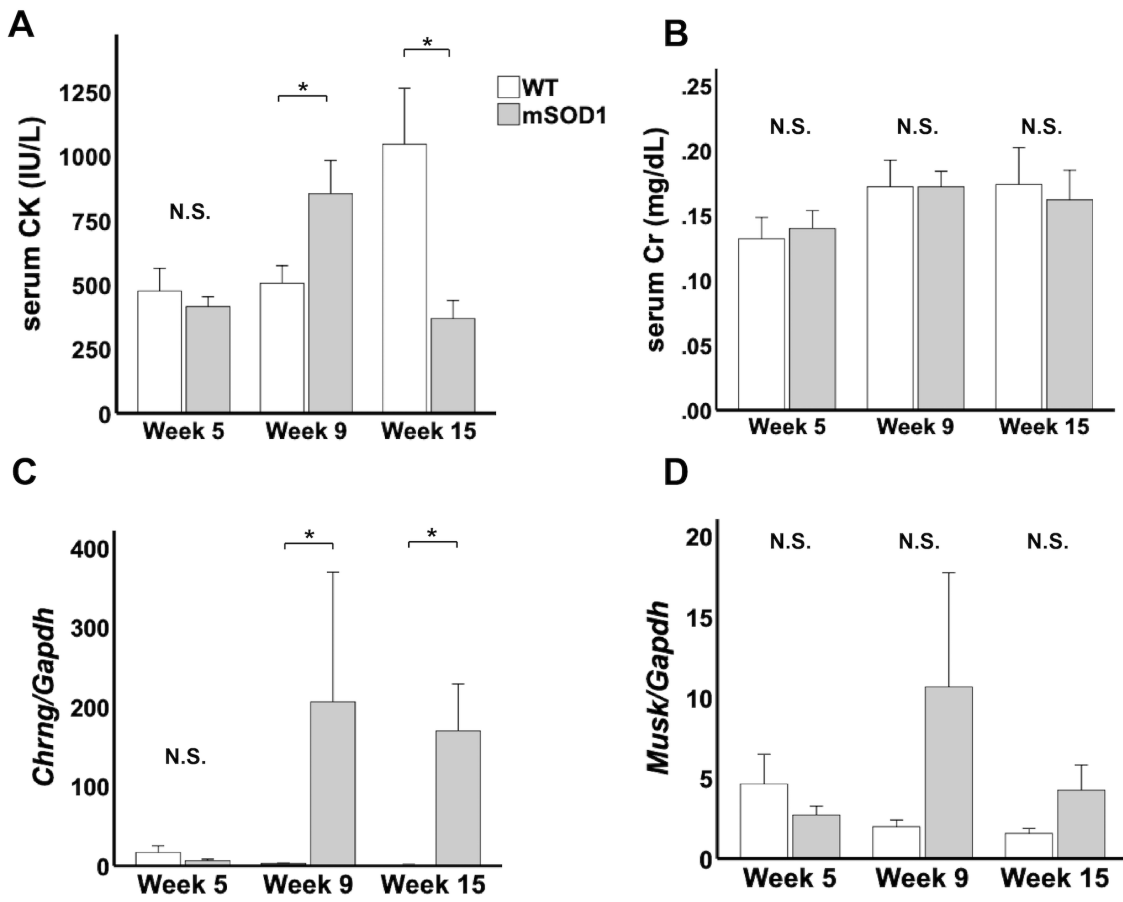 A
serum CK (IU/L)
1250
1000
750
500
250
0
N.S.
*
*
WT
mSOD1
Week 5 Week 9 Week 15
B
serum Cr (mg/dL)
.25
.20
.15
.10
.05
.00
N.S. N.S. N.S.
Week 5 Week 9 Week 15
C
Chrng/Gapdh
400
300
200
100
0
N.S.
*
*
Week 5 Week 9 Week 15
D
Musk/Gapdh
20
15
10
5
0
N.S. N.S. N.S.
Week 5 Week 9 Week 15